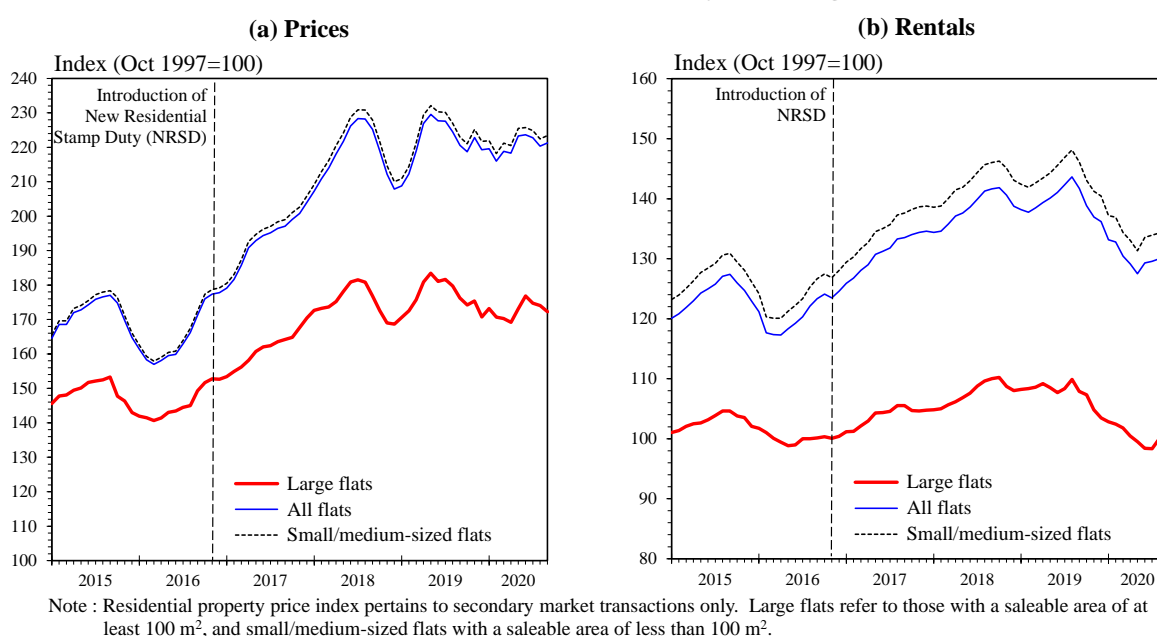 (a) Prices
Index (Oct 1997=100)
240
230
220
210
200
190
180
170
160
150
140
130
120
110
100
Introduction of
New Residential
Stamp Duty (NRSD)
Large flats
All flats
Small/medium-sized flats
2015 2016 2017 2018 2019 2020
(b) Rentals
Index (Oct 1997=100)
160
150
140
130
120
110
100
90
80
Introduction of
NRSD
Large flats
All flats
Small/medium-sized flats
2015 2016 2017 2018 2019 2020
Note : Residential property price index pertains to secondary market transactions only. Large flats refer to those with a saleable area of at
least 100 m², and small/medium-sized flats with a saleable area of less than 100 m².